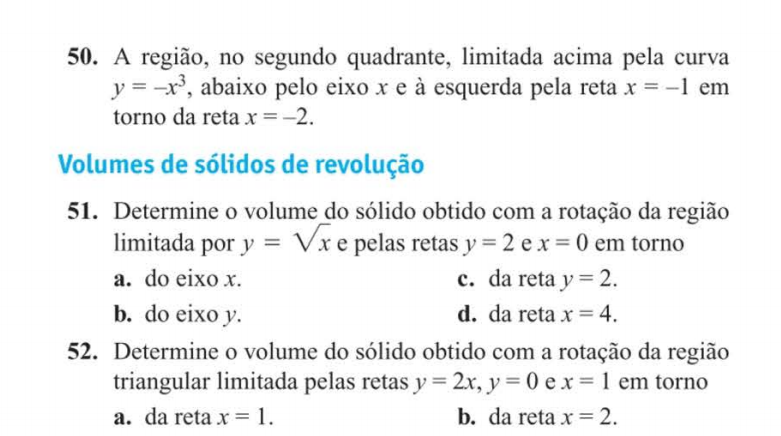 50. A região, no segundo quadrante, limitada acima pela curva
y = –x³, abaixo pelo eixo x e à esquerda pela reta x = –1 em
torno da reta x = –2.
Volumes de sólidos de revolução
51. Determine o volume do sólido obtido com a rotação da região
limitada por y = √x e pelas retas y = 2 e x = 0 em torno
a. do eixo x. c. da reta y = 2.
b. do eixo y. d. da reta x = 4.
52. Determine o volume do sólido obtido com a rotação da região
triangular limitada pelas retas y = 2x, y = 0 e x = 1 em torno
a. da reta x = 1. b. da reta x = 2.